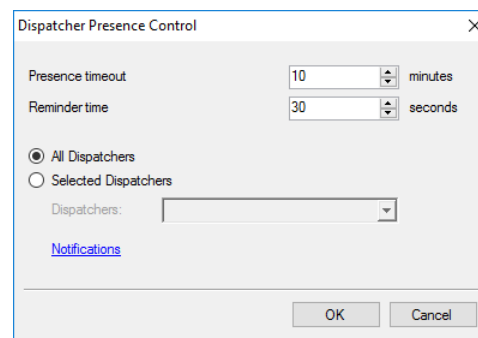 Dispatcher Presence Control
Presence timeout 10 minutes
Reminder time 30 seconds
All Dispatchers
Selected Dispatchers
Dispatchers:
Notifications
OK Cancel